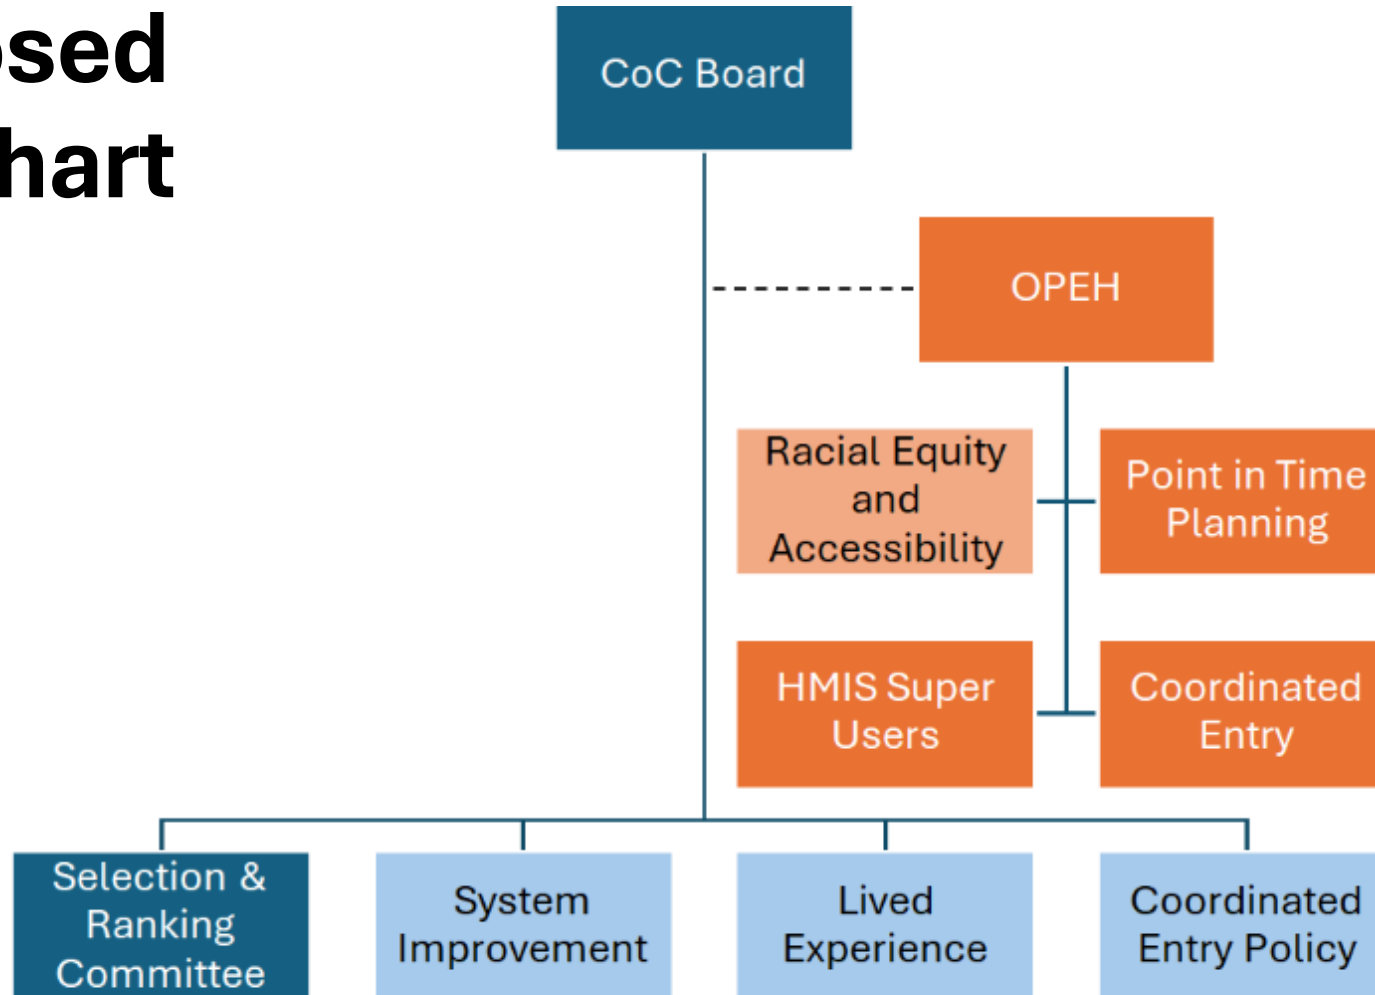 osed
hart
CoC Board
OPEH
Racial Equity
and
Accessibility
Point in Time
Planning
HMIS Super
Users
Coordinated
Entry
Selection &
Ranking
Committee
System
Improvement
Lived
Experience
Coordinated
Entry Policy